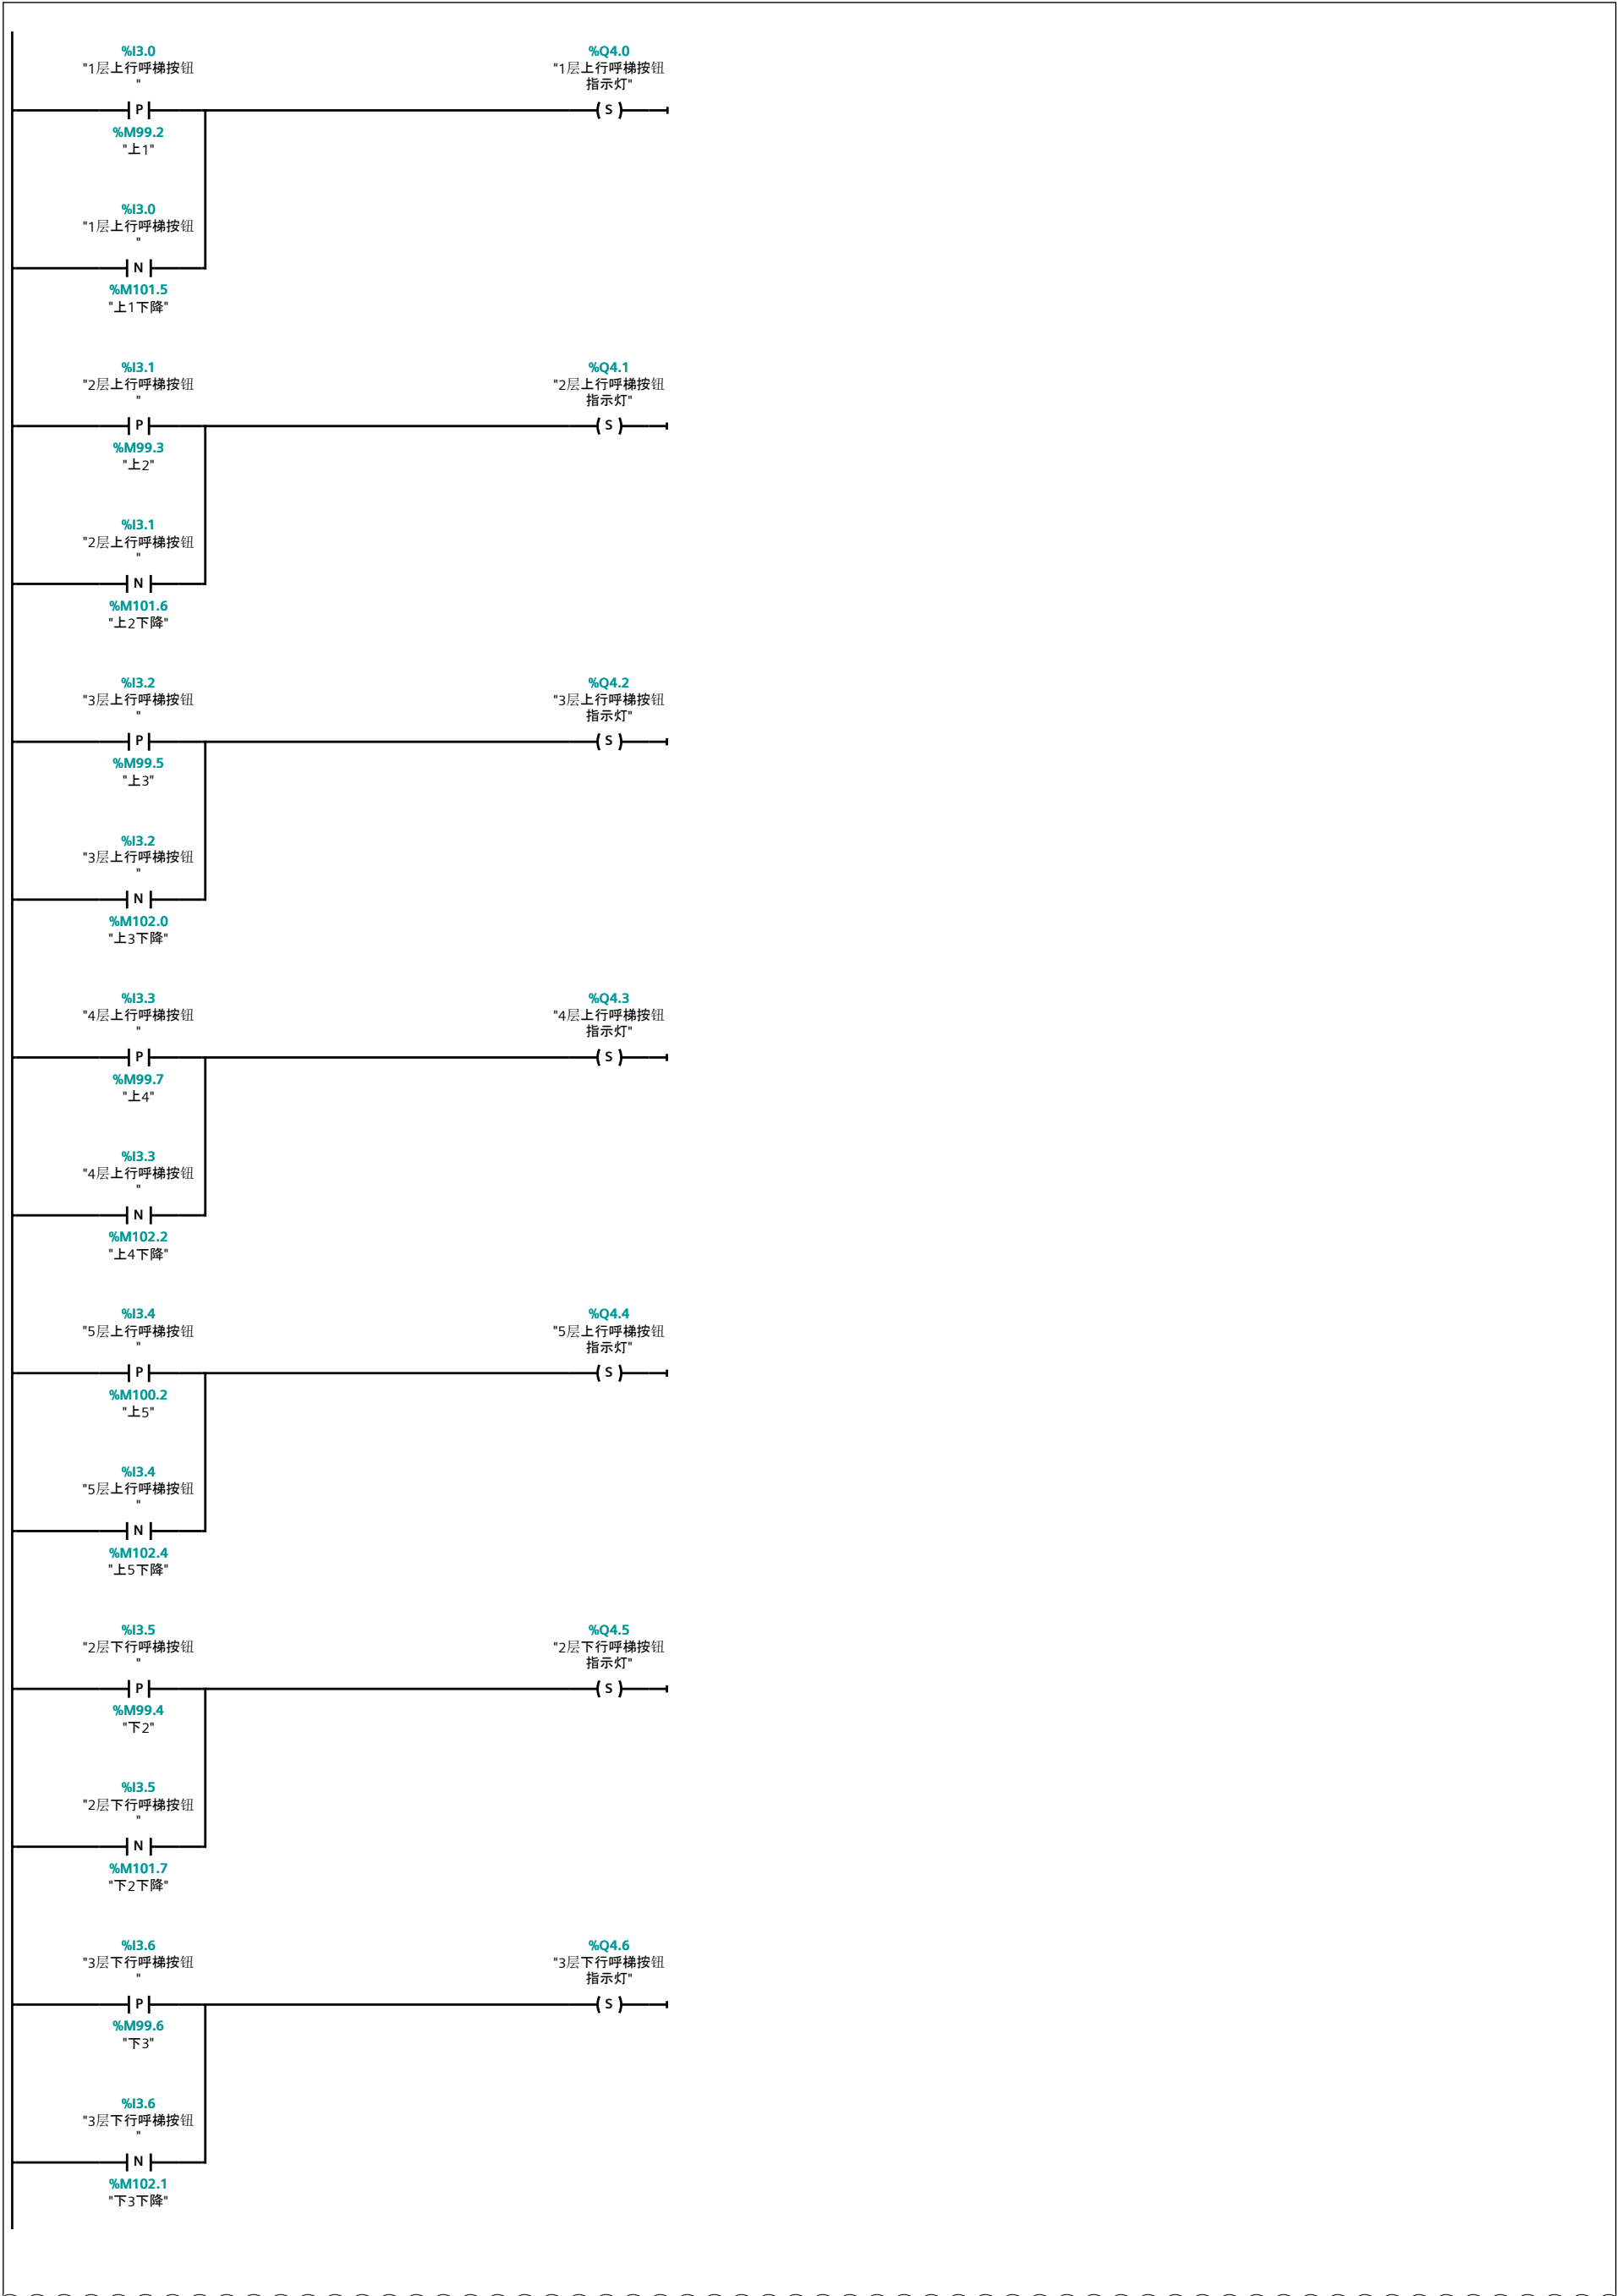 %I3.0
"1层上行呼梯按钮
"
P
%M99.2
"上1"
%Q4.0
"1层上行呼梯按钮
指示灯"
S
%I3.0
"1层上行呼梯按钮
"
N
%M101.5
"上1下降"
%I3.1
"2层上行呼梯按钮
"
P
%M99.3
"上2"
%Q4.1
"2层上行呼梯按钮
指示灯"
S
%I3.1
"2层上行呼梯按钮
"
N
%M101.6
"上2下降"
%I3.2
"3层上行呼梯按钮
"
P
%M99.5
"上3"
%Q4.2
"3层上行呼梯按钮
指示灯"
S
%I3.2
"3层上行呼梯按钮
"
N
%M102.0
"上3下降"
%I3.3
"4层上行呼梯按钮
"
P
%M99.7
"上4"
%Q4.3
"4层上行呼梯按钮
指示灯"
S
%I3.3
"4层上行呼梯按钮
"
N
%M102.2
"上4下降"
%I3.4
"5层上行呼梯按钮
"
P
%M100.2
"上5"
%Q4.4
"5层上行呼梯按钮
指示灯"
S
%I3.4
"5层上行呼梯按钮
"
N
%M102.4
"上5下降"
%I3.5
"2层下行呼梯按钮
"
P
%M99.4
"下2"
%Q4.5
"2层下行呼梯按钮
指示灯"
S
%I3.5
"2层下行呼梯按钮
"
N
%M101.7
"下2下降"
%I3.6
"3层下行呼梯按钮
"
P
%M99.6
"下3"
%Q4.6
"3层下行呼梯按钮
指示灯"
S
%I3.6
"3层下行呼梯按钮
"
N
%M102.1
"下3下降"